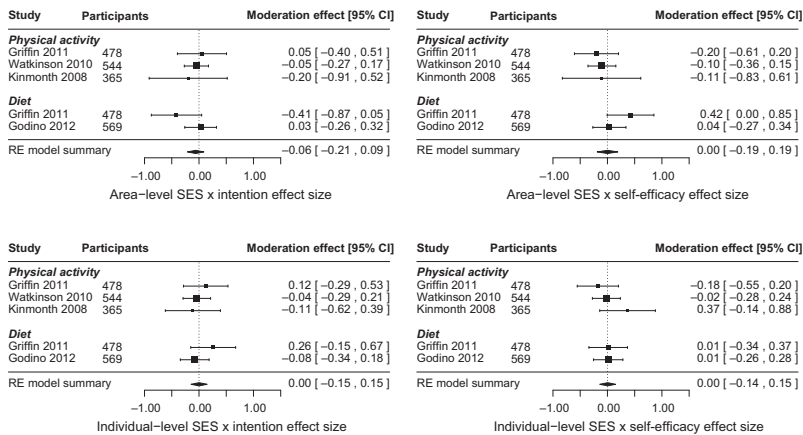 Study Participants Moderation effect [95% CI]
Physical activity
Griffin 2011 478 0.05 [ −0.40 , 0.51 ]
Watkinson 2010 544 −0.05 [ −0.27 , 0.17 ]
Kinmonth 2008 365 −0.20 [ −0.91 , 0.52 ]
Diet
Griffin 2011 478 −0.41 [ −0.87 , 0.05 ]
Godino 2012 569 0.03 [ −0.26 , 0.32 ]
RE model summary −0.06 [ −0.21 , 0.09 ]
−1.00 0.00 1.00
Area−level SES x intention effect size
Study Participants Moderation effect [95% CI]
Physical activity
Griffin 2011 478 −0.20 [ −0.61 , 0.20 ]
Watkinson 2010 544 −0.10 [ −0.36 , 0.15 ]
Kinmonth 2008 365 −0.11 [ −0.83 , 0.61 ]
Diet
Griffin 2011 478 0.42 [ 0.00 , 0.85 ]
Godino 2012 569 0.04 [ −0.27 , 0.34 ]
RE model summary 0.00 [ −0.19 , 0.19 ]
−1.00 0.00 1.00
Area−level SES x self−efficacy effect size
Study Participants Moderation effect [95% CI]
Physical activity
Griffin 2011 478 0.12 [ −0.29 , 0.53 ]
Watkinson 2010 544 −0.04 [ −0.29 , 0.21 ]
Kinmonth 2008 365 −0.11 [ −0.62 , 0.39 ]
Diet
Griffin 2011 478 0.26 [ −0.15 , 0.67 ]
Godino 2012 569 −0.08 [ −0.34 , 0.18 ]
RE model summary 0.00 [ −0.15 , 0.15 ]
−1.00 0.00 1.00
Individual−level SES x intention effect size
Study Participants Moderation effect [95% CI]
Physical activity
Griffin 2011 478 −0.18 [ −0.55 , 0.20 ]
Watkinson 2010 544 −0.02 [ −0.28 , 0.24 ]
Kinmonth 2008 365 0.37 [ −0.14 , 0.88 ]
Diet
Griffin 2011 478 0.01 [ −0.34 , 0.37 ]
Godino 2012 569 0.01 [ −0.26 , 0.28 ]
RE model summary 0.00 [ −0.14 , 0.15 ]
−1.00 0.00 1.00
Individual−level SES x self−efficacy effect size